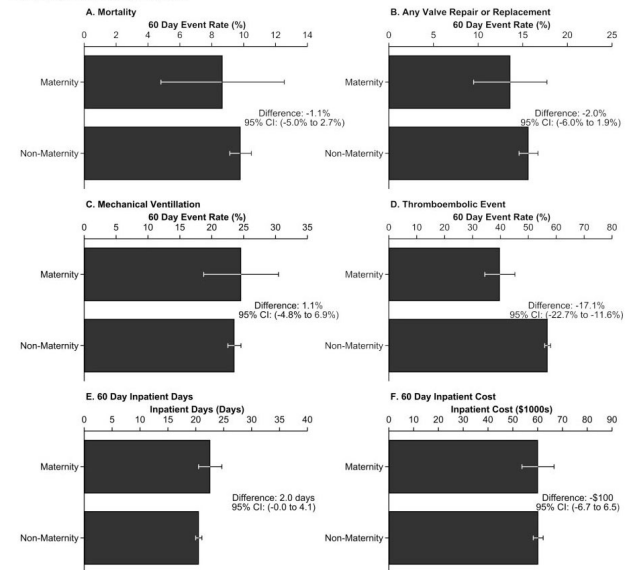 A. Mortality
60 Day Event Rate (%)
0 2 4 6 8 10 12 14
Maternity
Difference: -1.1%
95% CI: (-5.0% to 2.7%)
Non-Maternity
B. Any Valve Repair or Replacement
60 Day Event Rate (%)
0 5 10 15 20 25
Maternity
Difference: -2.0%
95% CI: (-6.0% to 1.9%)
Non-Maternity
C. Mechanical Ventillation
60 Day Event Rate (%)
0 5 10 15 20 25 30 35
Maternity
Difference: 1.1%
95% CI: (-4.8% to 6.9%)
Non-Maternity
D. Thromboembolic Event
60 Day Event Rate (%)
0 10 20 30 40 50 60 70 80
Maternity
Difference: -17.1%
95% CI: (-22.7% to -11.6%)
Non-Maternity
E. 60 Day Inpatient Days
Inpatient Days (Days)
0 5 10 15 20 25 30 35 40
Maternity
Difference: 2.0 days
95% CI: (-0.0 to 4.1)
Non-Maternity
F. 60 Day Inpatient Cost
Inpatient Cost ($1000s)
0 10 20 30 40 50 60 70 80 90
Maternity
Difference: -$100
95% CI: (-6.7 to 6.5)
Non-Maternity